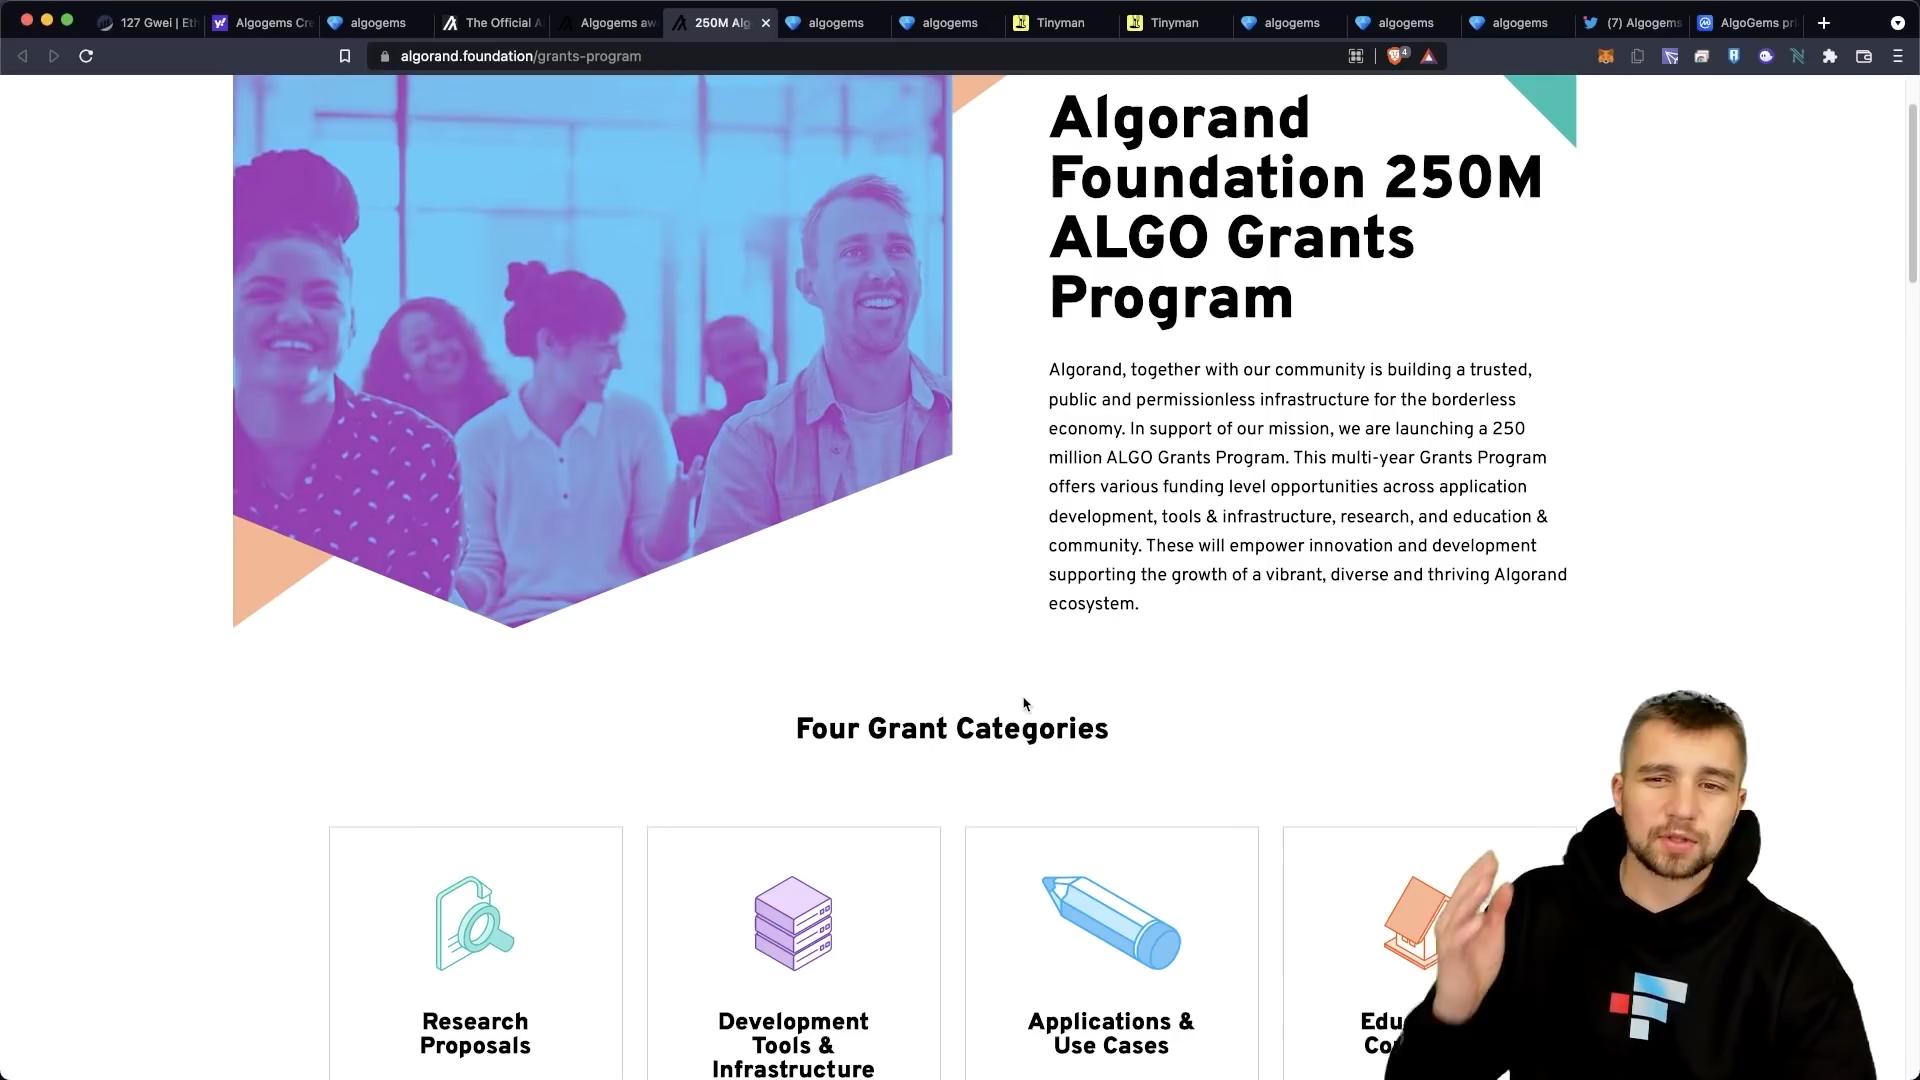 127 Gwei | Et
Algogems Cre
algogems
The Official A
Algogems aw
250M Alg
algogems
algogems
Tinyman
Tinyman
algogems
algogems
algogems
(7) Algogems
AlgoGems pri
algorand.foundation/grants-program
4
Algorand
Foundation 250M
ALGO Grants
Program
Algorand, together with our community is building a trusted,
public and permissionless infrastructure for the borderless
economy. In support of our mission, we are launching a 250
million ALGO Grants Program. This multi-year Grants Program
offers various funding level opportunities across application
development, tools & infrastructure, research, and education &
community. These will empower innovation and development
supporting the growth of a vibrant, diverse and thriving Algorand
ecosystem.
Four Grant Categories
Research
Proposals
Development
Tools &
Infrastructure
Applications &
Use Cases
Edu
Co